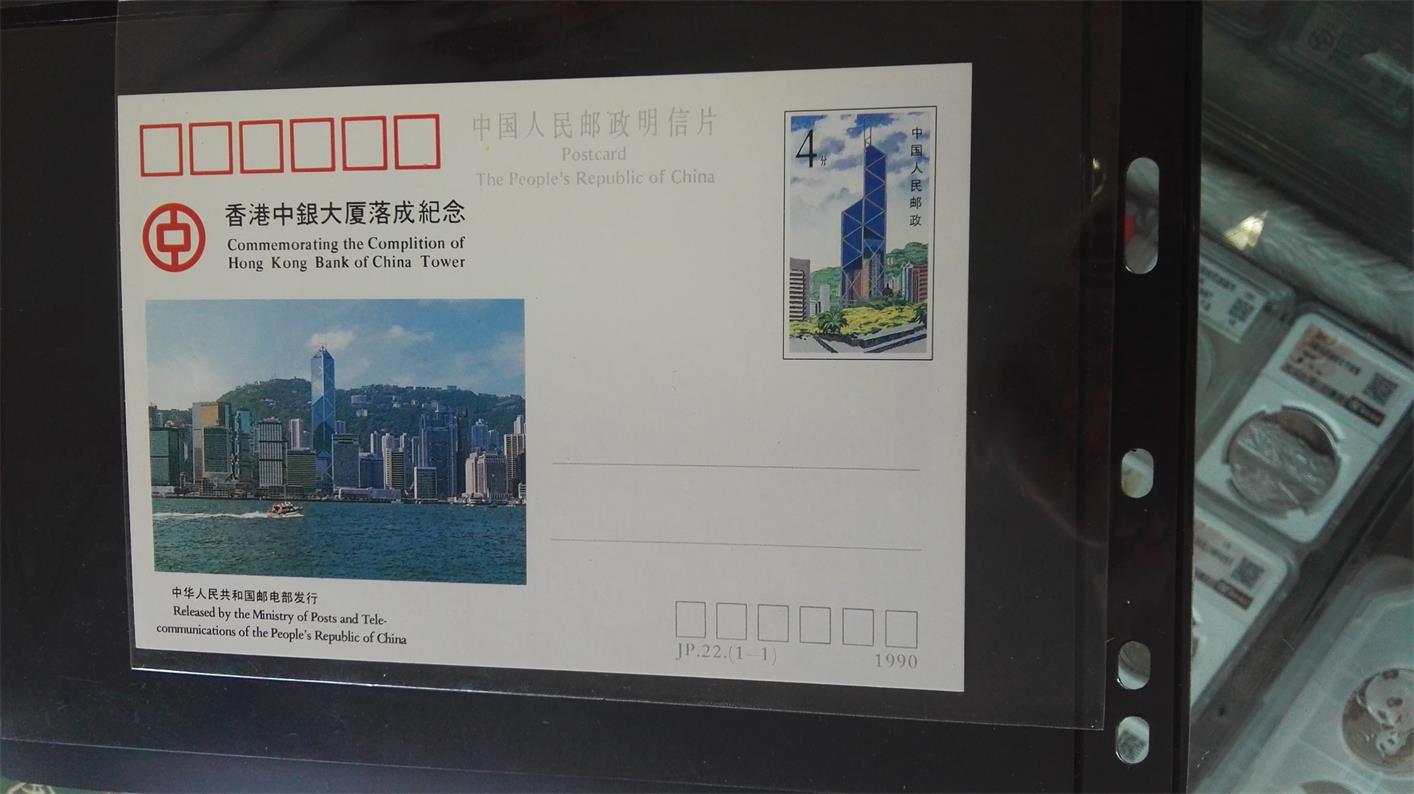 中国人民邮政明信片
Postcard
The People's Republic of China
香港中銀大厦落成紀念
Commemorating the Complition of
Hong Kong Bank of China Tower
4分
中国人民邮政
中华人民共和国邮电部发行
Released by the Ministry of Posts and Tele-
communications of the People's Republic of China
JP.22.(1—1)
1990